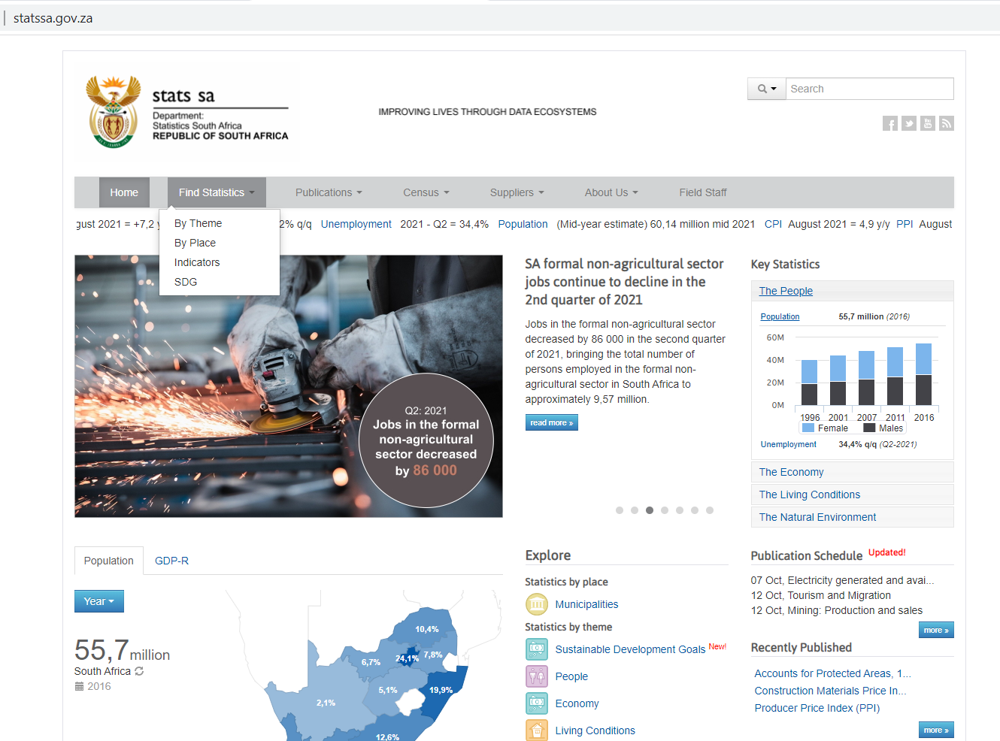 statssa.gov.za
stats sa
Department:
Statistics South Africa
REPUBLIC OF SOUTH AFRICA
IMPROVING LIVES THROUGH DATA ECOSYSTEMS
Search
Home Find Statistics Publications Census Suppliers About Us Field Staff
gust 2021 = +7,2 2% q/q Unemployment 2021 - Q2 = 34,4% Population (Mid-year estimate) 60,14 million mid 2021 CPI August 2021 = 4,9 y/y PPI August
By Theme
By Place
Indicators
SDG
Q2: 2021
Jobs in the formal
non-agricultural
sector decreased
by 86 000
SA formal non-agricultural sector
jobs continue to decline in the
2nd quarter of 2021
Jobs in the formal non-agricultural sector
decreased by 86 000 in the second quarter
of 2021, bringing the total number of
persons employed in the formal non-
agricultural sector in South Africa to
approximately 9,57 million.
read more »
Key Statistics
The People
Population 55,7 million (2016)
60M
40M
20M
0M
1996 2001 2007 2011 2016
Female Males
Unemployment 34,4% q/q (Q2-2021)
The Economy
The Living Conditions
The Natural Environment
Population GDP-R
Year
55,7 million
South Africa
2016
10,4%
6,7% 24,1% 7,8%
5,1% 19,9%
2,1%
12,6%
Explore
Statistics by place
Municipalities
Statistics by theme
Sustainable Development Goals New!
People
Economy
Living Conditions
Publication Schedule Updated!
07 Oct, Electricity generated and avai...
12 Oct, Tourism and Migration
12 Oct, Mining: Production and sales
more »
Recently Published
Accounts for Protected Areas, 1...
Construction Materials Price In...
Producer Price Index (PPI)
more »